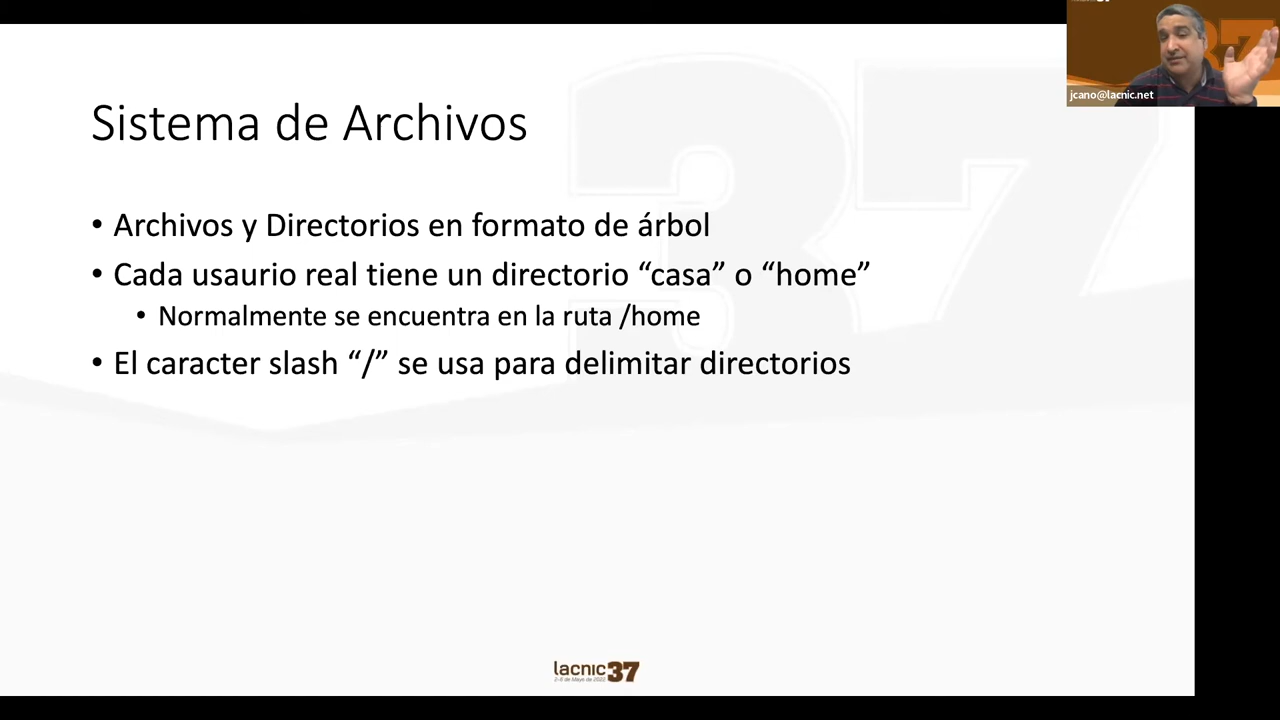 jcano@lacnic.net
Sistema de Archivos
• Archivos y Directorios en formato de árbol
• Cada usaurio real tiene un directorio “casa” o “home”
• Normalmente se encuentra en la ruta /home
• El caracter slash “/” se usa para delimitar directorios
lacnic37